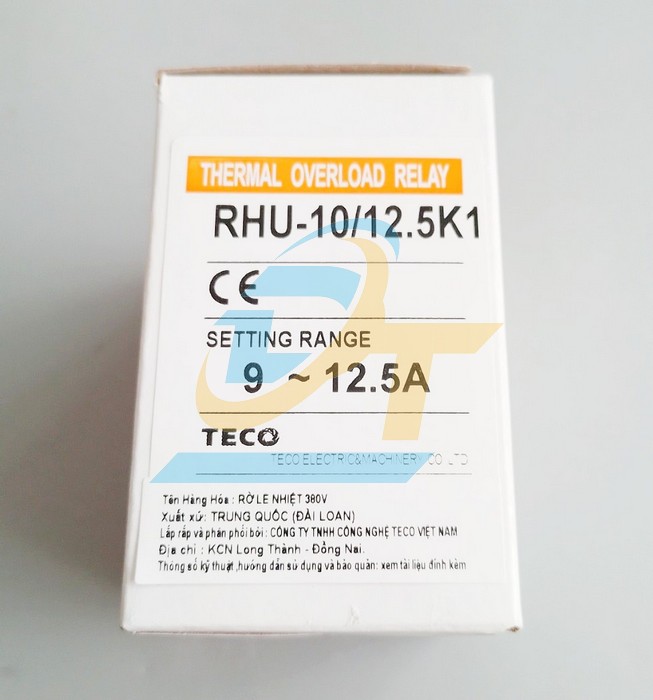 THERMAL OVERLOAD RELAY
RHU-10/12.5K1
CE
SETTING RANGE
9 ~ 12.5A
TECO
TECO ELECTRIC&MACHINERY CO.,LTD
Tên Hàng Hóa : RỜ LE NHIỆT 380V
Xuất xứ: TRUNG QUỐC (ĐÀI LOAN)
Lắp ráp và phân phối bởi : CÔNG TY TNHH CÔNG NGHỆ TECO VIỆT NAM
Địa chỉ : KCN Long Thành - Đồng Nai.
Thông số kỹ thuật ,hướng dẫn sử dụng và bảo quản: xem tài liệu đính kèm